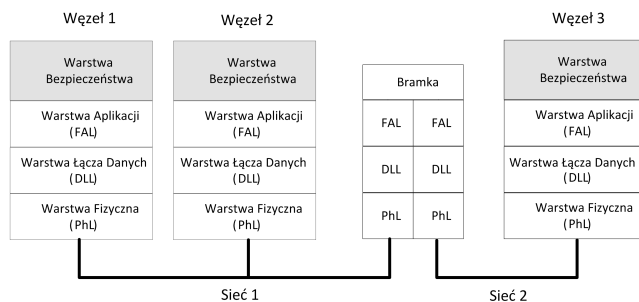 Węzeł 1
Węzeł 2
Węzeł 3
Warstwa
Bezpieczeństwa
Warstwa Aplikacji
(FAL)
Warstwa Łącza Danych
(DLL)
Warstwa Fizyczna
(PhL)
Warstwa
Bezpieczeństwa
Warstwa Aplikacji
(FAL)
Warstwa Łącza Danych
(DLL)
Warstwa Fizyczna
(PhL)
Bramka
FAL FAL
DLL DLL
PhL PhL
Warstwa
Bezpieczeństwa
Warstwa Aplikacji
(FAL)
Warstwa Łącza Danych
(DLL)
Warstwa Fizyczna
(PhL)
Sieć 1
Sieć 2